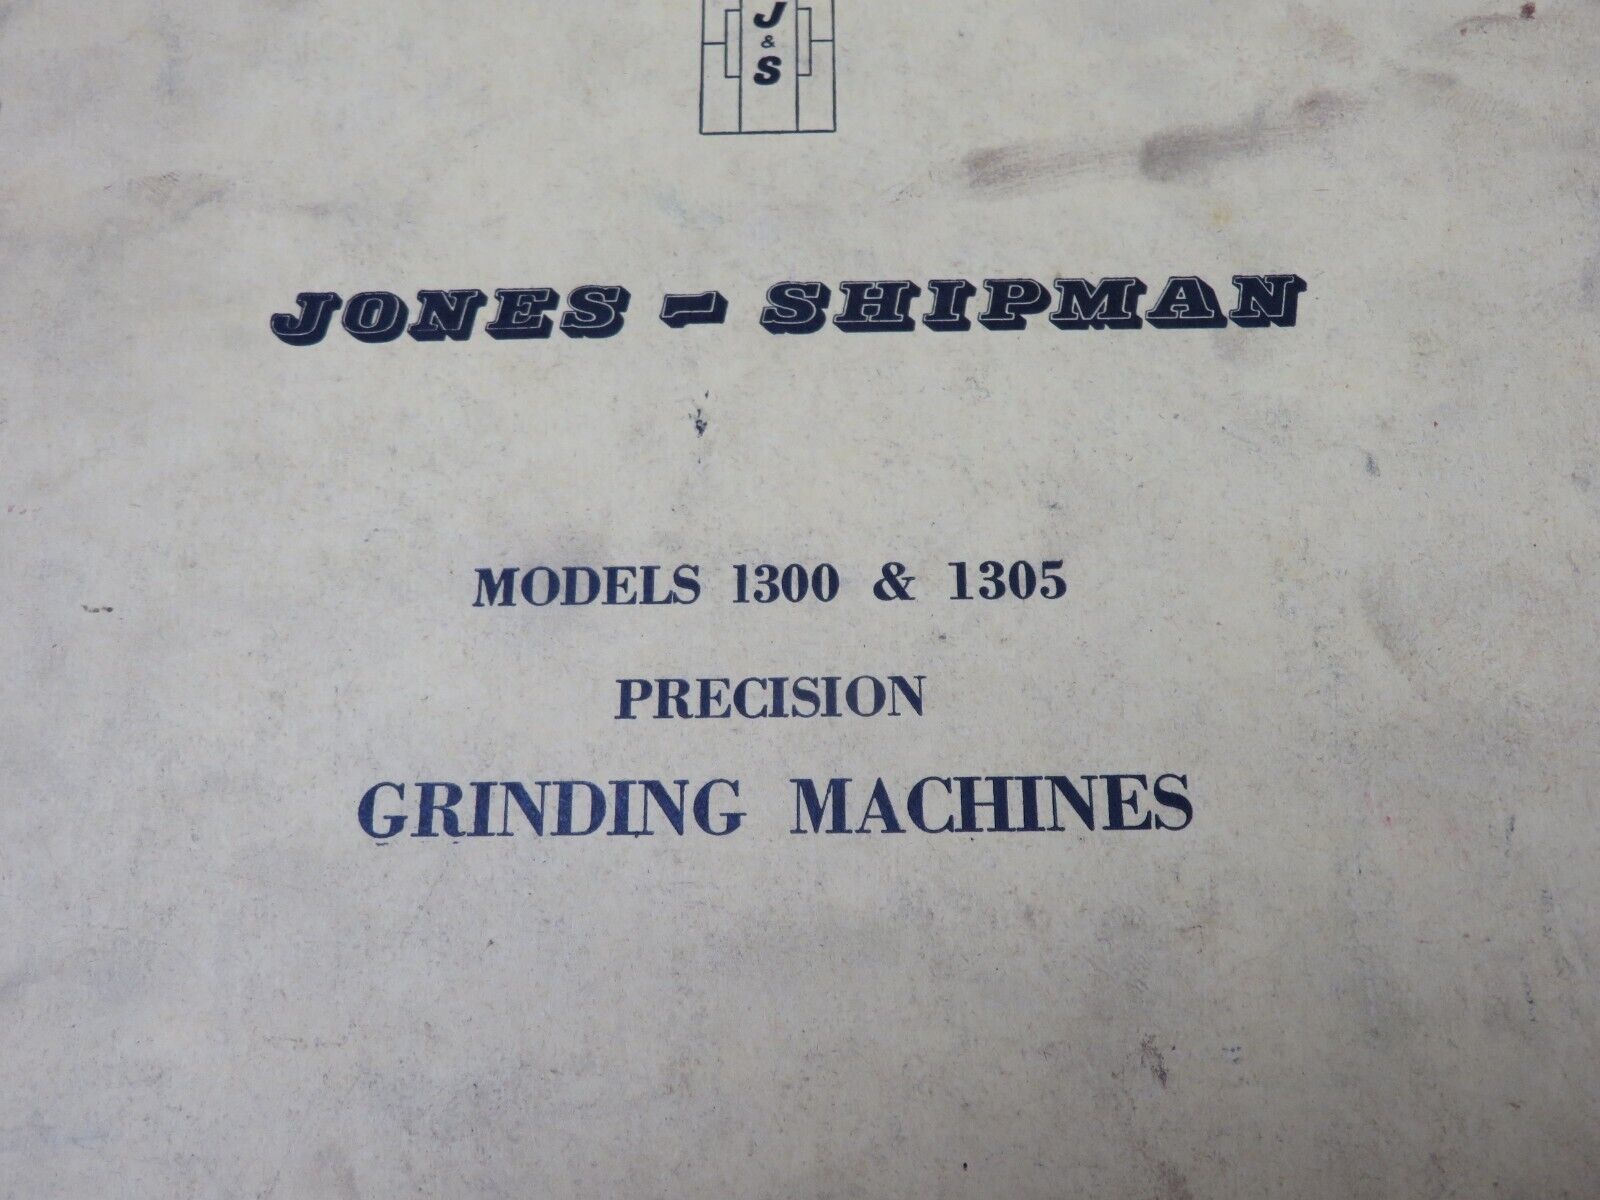 J
&
S
JONES - SHIPMAN
MODELS 1300 & 1305
PRECISION
GRINDING MACHINES